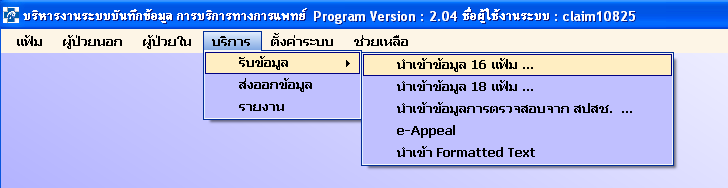 บริหารงานระบบบันทึกข้อมูล การบริการทางการแพทย์ Program Version : 2.04 ชื่อผู้ใช้งานระบบ : claim10825
แฟ้ม ผู้ป่วยนอก ผู้ป่วยใน บริการ ตั้งค่าระบบ ช่วยเหลือ
รับข้อมูล
ส่งออกข้อมูล
รายงาน
นำเข้าข้อมูล 16 แฟ้ม ...
นำเข้าข้อมูล 18 แฟ้ม ...
นำเข้าข้อมูลการตรวจสอบจาก สปสช. ...
e-Appeal
นำเข้า Formatted Text